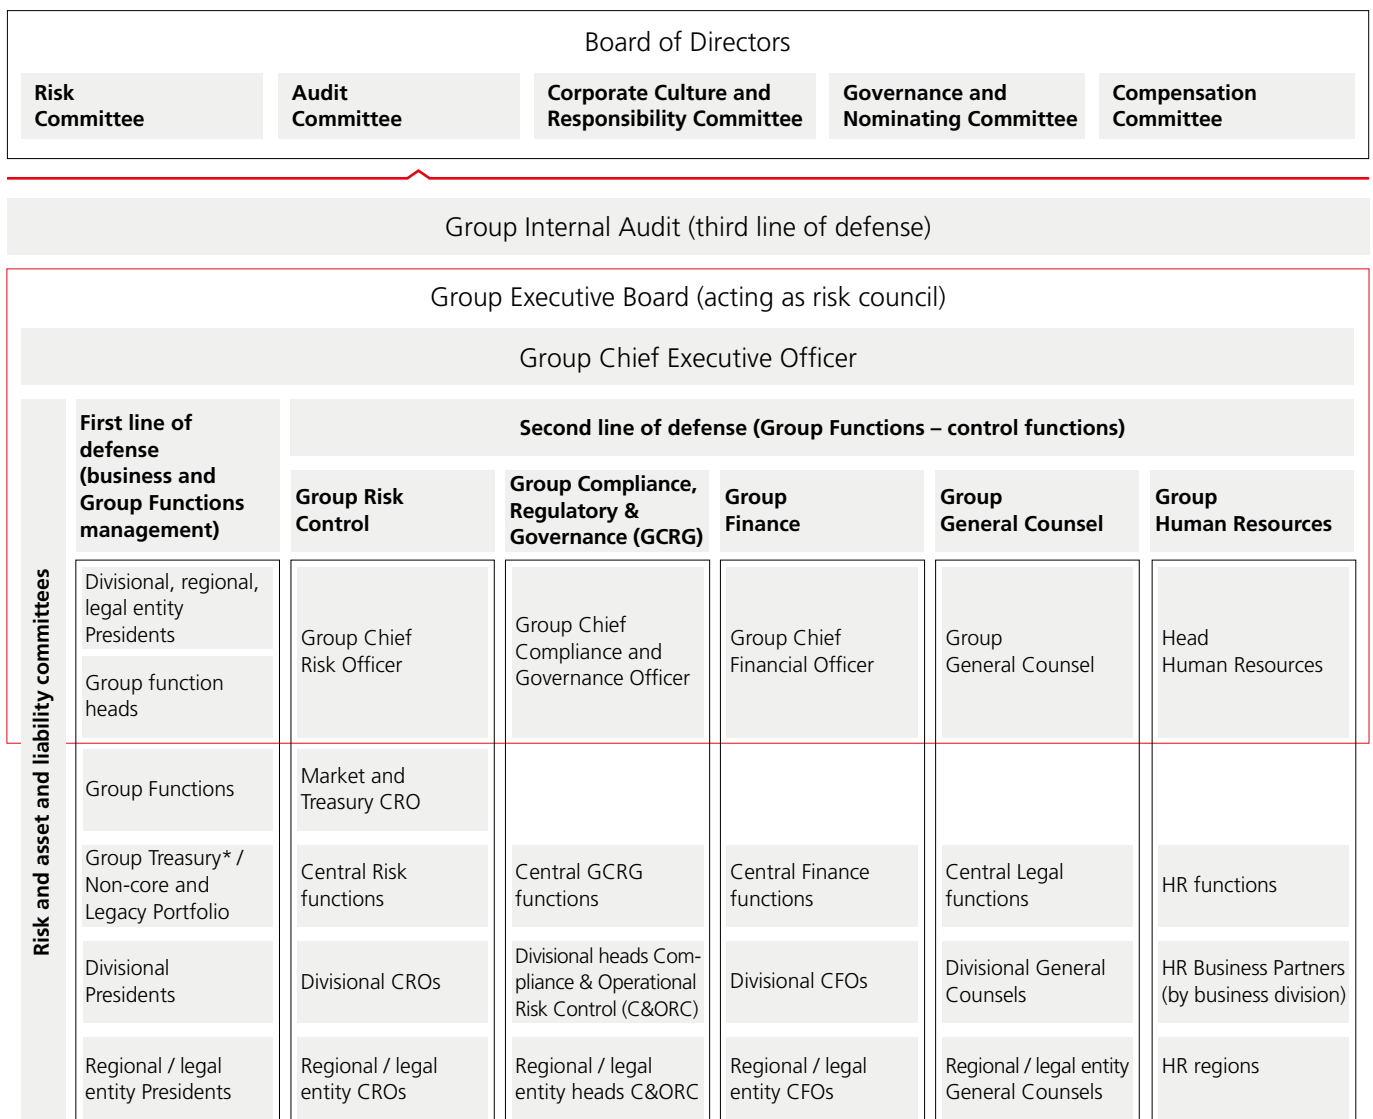 Board of Directors
Risk
Committee
Audit
Committee
Corporate Culture and
Responsibility Committee
Governance and
Nominating Committee
Compensation
Committee
Group Internal Audit (third line of defense)
Group Executive Board (acting as risk council)
Group Chief Executive Officer
Risk and asset and liability committees
First line of
defense
(business and
Group Functions
management)
Second line of defense (Group Functions – control functions)
Group Risk
Control
Group Compliance,
Regulatory &
Governance (GCRG)
Group
Finance
Group
General Counsel
Group
Human Resources
Divisional, regional,
legal entity
Presidents
Group function
heads
Group Chief
Risk Officer
Group Chief
Compliance and
Governance Officer
Group Chief
Financial Officer
Group
General Counsel
Head
Human Resources
Group Functions
Market and
Treasury CRO
Group Treasury* /
Non-core and
Legacy Portfolio
Central Risk
functions
Central GCRG
functions
Central Finance
functions
Central Legal
functions
HR functions
Divisional
Presidents
Divisional CROs
Divisional heads Com-
pliance & Operational
Risk Control (C&ORC)
Divisional CFOs
Divisional General
Counsels
HR Business Partners
(by business division)
Regional / legal
entity Presidents
Regional / legal
entity CROs
Regional / legal
entity heads C&ORC
Regional / legal
entity CFOs
Regional / legal entity
General Counsels
HR regions